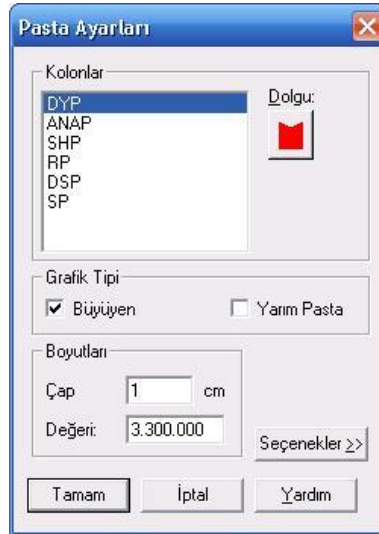 Pasta Ayarları
Kolonlar
DYP
ANAP
SHP
RP
DSP
SP
Dolgu:
Grafik Tipi
Büyüyen
Yarım Pasta
Boyutları
Çap 1 cm
Değeri: 3.300.000
Seçenekler >>
Tamam İptal Yardım